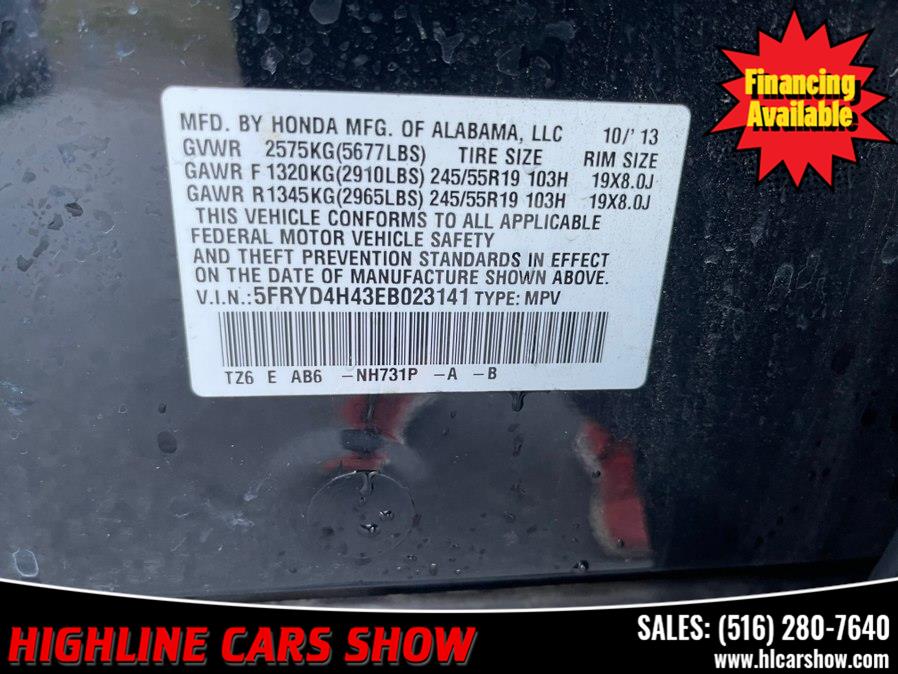 Financing
Available
MFD. BY HONDA MFG. OF ALABAMA, LLC 10/' 13
GVWR 2575KG(5677LBS) TIRE SIZE RIM SIZE
GAWR F 1320KG(2910LBS) 245/55R19 103H 19X8.0J
GAWR R1345KG(2965LBS) 245/55R19 103H 19X8.0J
THIS VEHICLE CONFORMS TO ALL APPLICABLE
FEDERAL MOTOR VEHICLE SAFETY
AND THEFT PREVENTION STANDARDS IN EFFECT
ON THE DATE OF MANUFACTURE SHOWN ABOVE.
V.I.N.:5FRYD4H43EB023141 TYPE: MPV
TZ6 E AB6 -NH731P -A -B
HIGHLINE CARS SHOW
SALES: (516) 280-7640
www.hlcarshow.com